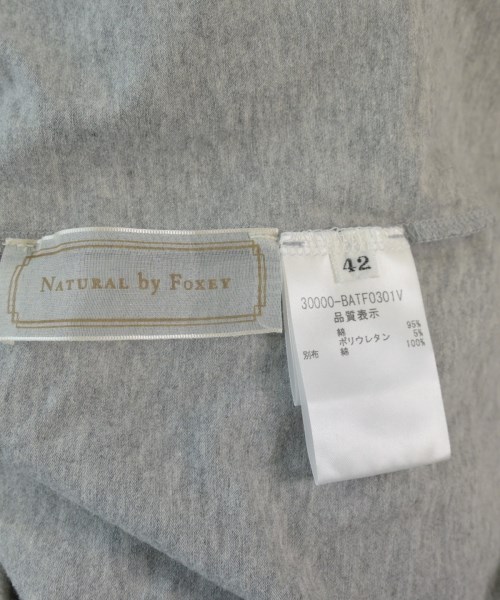 NATURAL by FOXEY
42
30000-BATF0301V
品質表示
綿 95%
ポリウレタン 5%
別布 綿 100%